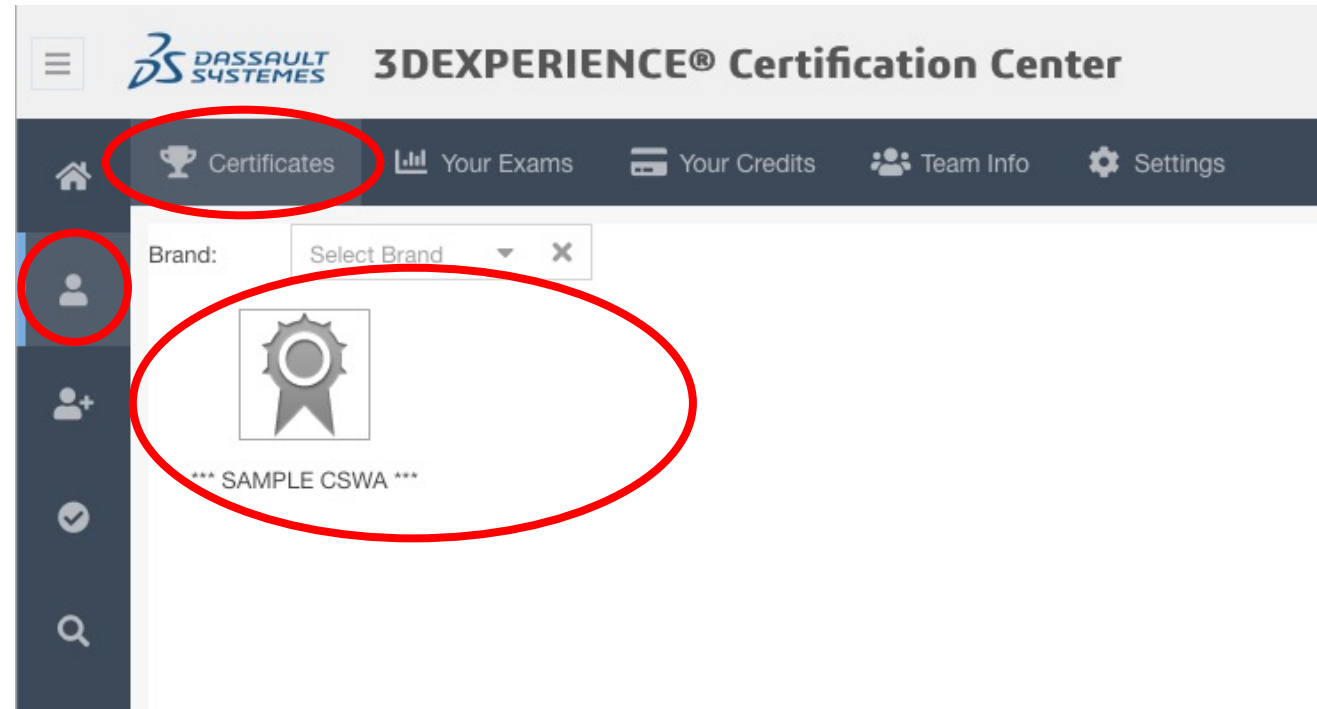 DASSAULT
SYSTEMES
3DEXPERIENCE® Certification Center
Certificates Your Exams Your Credits Team Info Settings
Brand: Select Brand
*** SAMPLE CSWA ***